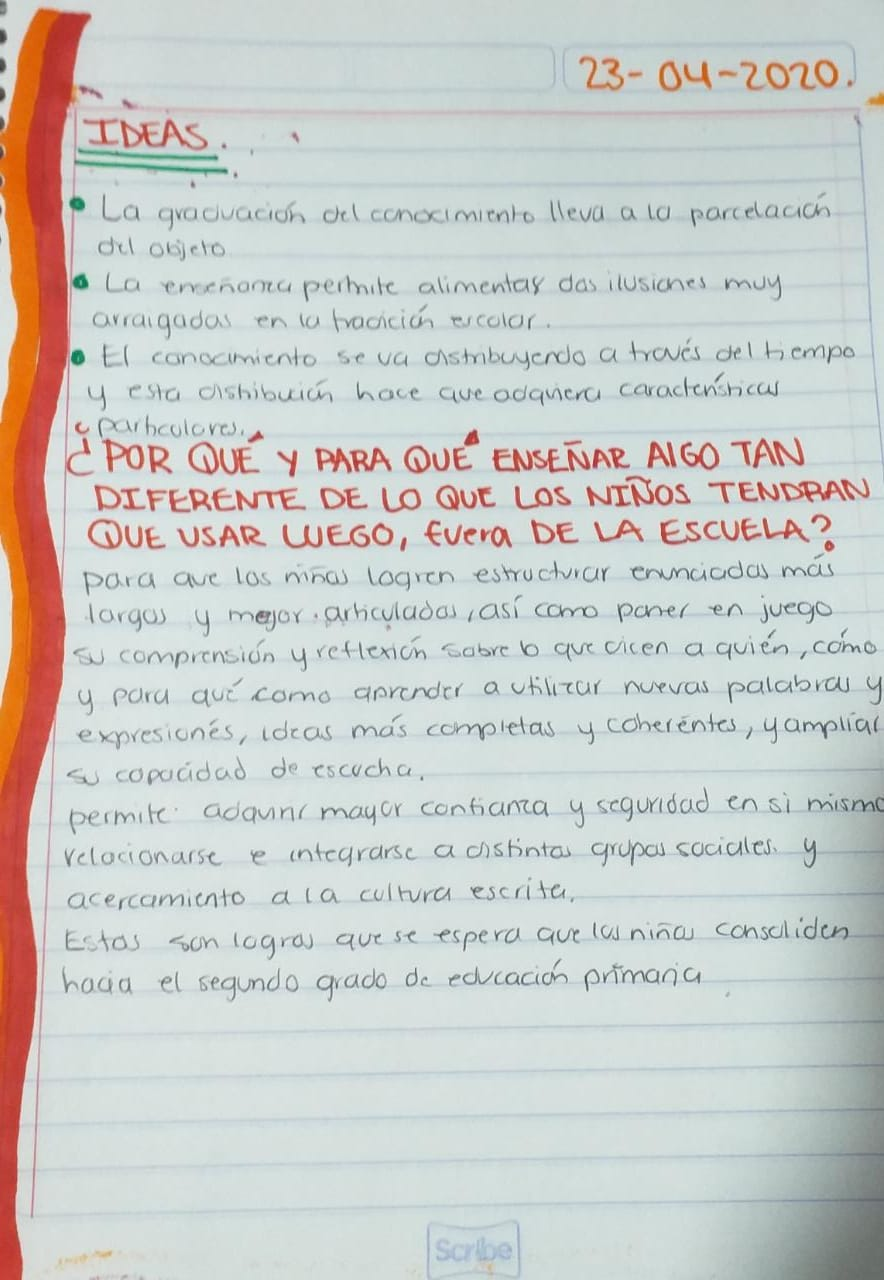 23-04-2020.
IDEAS.
• La graduación del conocimiento lleva a la parcelación
del objeto
• La enseñanza permite alimentar dos ilusiones muy
arraigadas en la tradición escolar.
• El conocimiento se va distribuyendo a través del tiempo
y esta distribución hace que adquiera características
particulares.
¿POR QUÉ Y PARA QUÉ ENSEÑAR ALGO TAN
DIFERENTE DE LO QUE LOS NIÑOS TENDRAN
QUE USAR LUEGO, fuera DE LA ESCUELA?
para que los niños logren estructurar enunciados más
largos y mejor articulados, así como poner en juego
su comprensión y reflexión sobre lo que dicen a quién, cómo
y para qué como aprender a utilizar nuevas palabras y
expresiónes, ideas más completas y coherentes, y ampliar
su capacidad de escucha.
permite adquirir mayor confianza y seguridad en si mismo
relacionarse e integrarse a distintos grupos sociales y
acercamiento a la cultura escrita.
Estos son logros que se espera que los niños consoliden
hacia el segundo grado de educación primaria.
Scribe